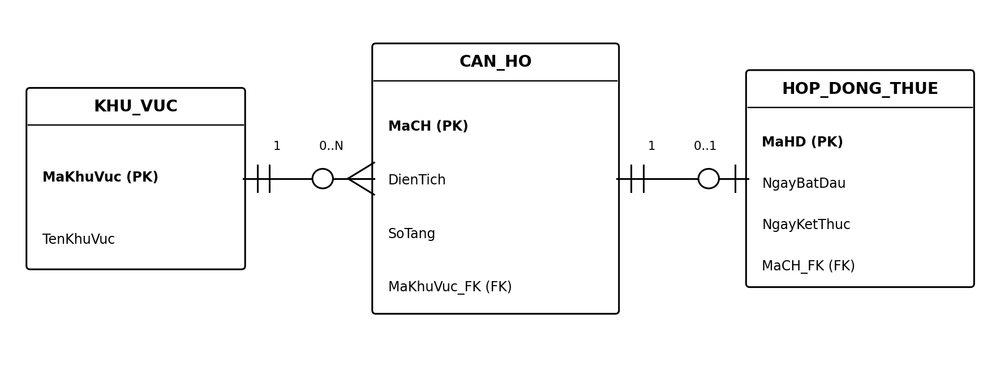 KHU_VUC
MaKhuVuc (PK)
TenKhuVuc
1
0..N
CAN_HO
MaCH (PK)
DienTich
SoTang
MaKhuVuc_FK (FK)
1
0..1
HOP_DONG_THUE
MaHD (PK)
NgayBatDau
NgayKetThuc
MaCH_FK (FK)